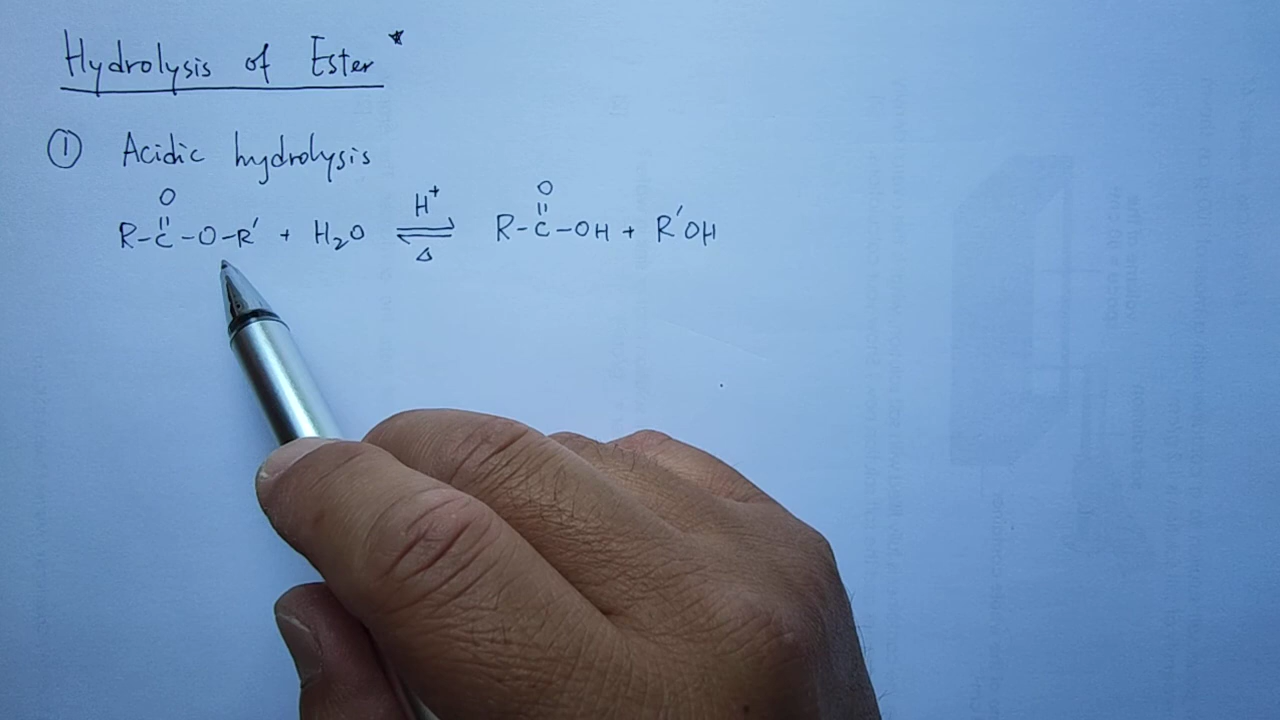 Hydrolysis of Ester *
① Acidic hydrolysis
O H⁺ O
R-C-O-R′ + H₂O ⇌ R-C-OH + R′OH
Δ